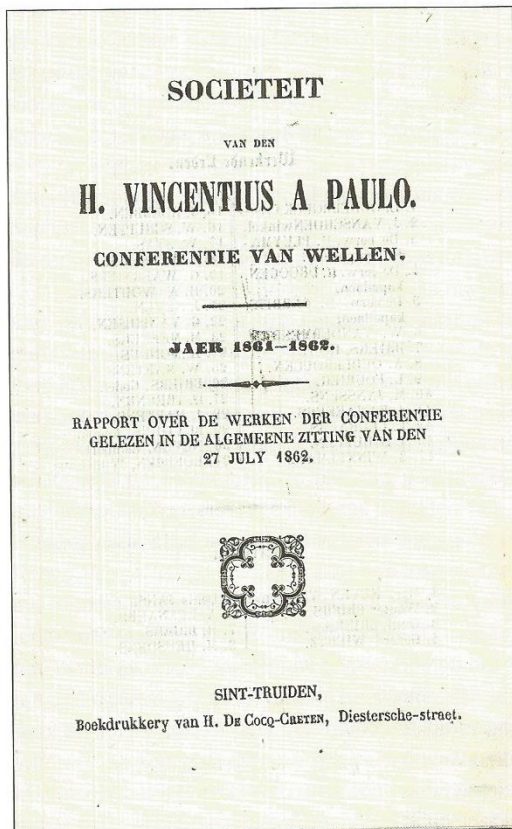 SOCIETEIT
VAN DEN
H. VINCENTIUS A PAULO.
CONFERENTIE VAN WELLEN.
JAER 1861—1862.
RAPPORT OVER DE WERKEN DER CONFERENTIE
GELEZEN IN DE ALGEMEENE ZITTING VAN DEN
27 JULY 1862.
SINT-TRUIDEN,
Boekdrukkery van H. DE COCQ-CRETEN, Diestersche-straet.